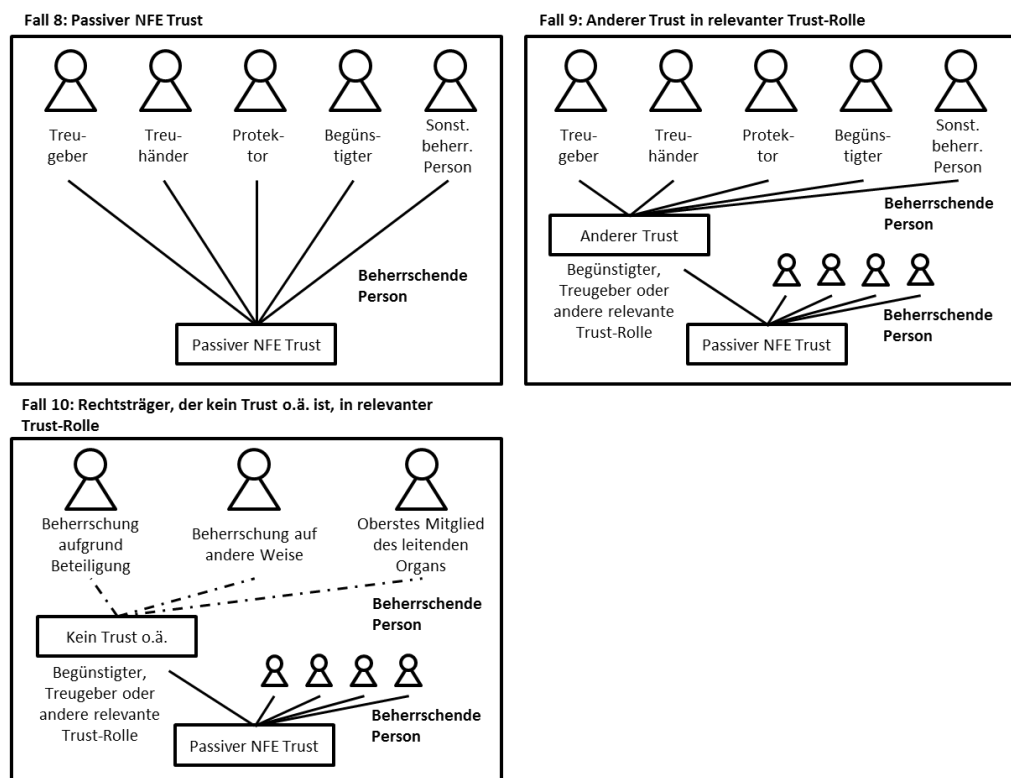 Fall 8: Passiver NFE Trust
Treu-
geber
Treu-
händer
Protek-
tor
Begüns-
tigter
Sonst.
beherr.
Person
Beherrschende
Person
Passiver NFE Trust
Fall 9: Anderer Trust in relevanter Trust-Rolle
Treu-
geber
Treu-
händer
Protek-
tor
Begüns-
tigter
Sonst.
beherr.
Person
Beherrschende
Person
Anderer Trust
Begünstigter,
Treugeber oder
andere relevante
Trust-Rolle
Beherrschende
Person
Passiver NFE Trust
Fall 10: Rechtsträger, der kein Trust o.ä. ist, in relevanter
Trust-Rolle
Beherrschung
aufgrund
Beteiligung
Beherrschung auf
andere Weise
Oberstes Mitglied
des leitenden
Organs
Beherrschende
Person
Kein Trust o.ä.
Begünstigter,
Treugeber oder
andere relevante
Trust-Rolle
Beherrschende
Person
Passiver NFE Trust